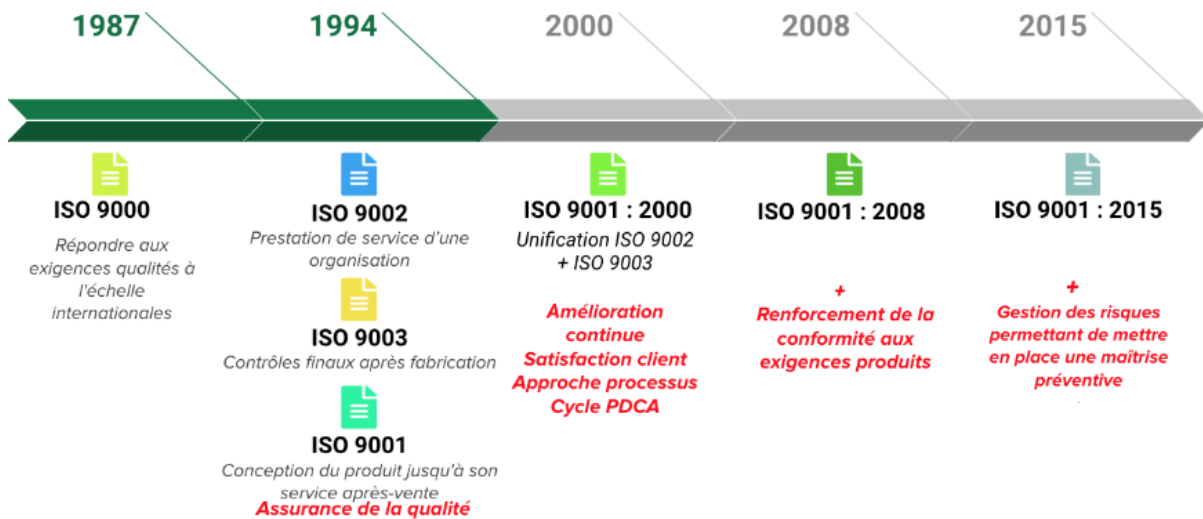 1987
1994
2000
2008
2015
ISO 9000
Répondre aux
exigences qualités à
l'échelle
internationales
ISO 9002
Prestation de service d'une
organisation
ISO 9003
Contrôles finaux après fabrication
ISO 9001
Conception du produit jusqu'à son
service après-vente
Assurance de la qualité
ISO 9001 : 2000
Unification ISO 9002
+ ISO 9003
Amélioration
continue
Satisfaction client
Approche processus
Cycle PDCA
ISO 9001 : 2008
+
Renforcement de la
conformité aux
exigences produits
ISO 9001 : 2015
+
Gestion des risques
permettant de mettre
en place une maîtrise
préventive
.